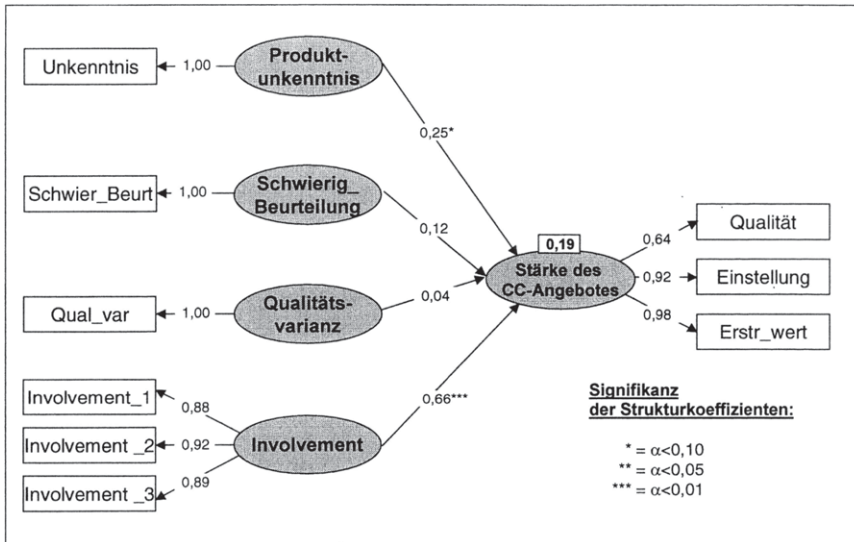 Unkenntnis
1,00
Produkt-
unkenntnis
0,25*
Schwier_Beurt
1,00
Schwierig_
Beurteilung
0,12
Qual_var
1,00
Qualitäts-
varianz
0,04
Involvement_1
Involvement _2
Involvement _3
0,88
0,92
0,89
Involvement
0,66***
0,19
Stärke des
CC-Angebotes
0,64
0,92
0,98
Qualität
Einstellung
Erstr_wert
Signifikanz
der Strukturkoeffizienten:
* = α<0,10
** = α<0,05
*** = α<0,01